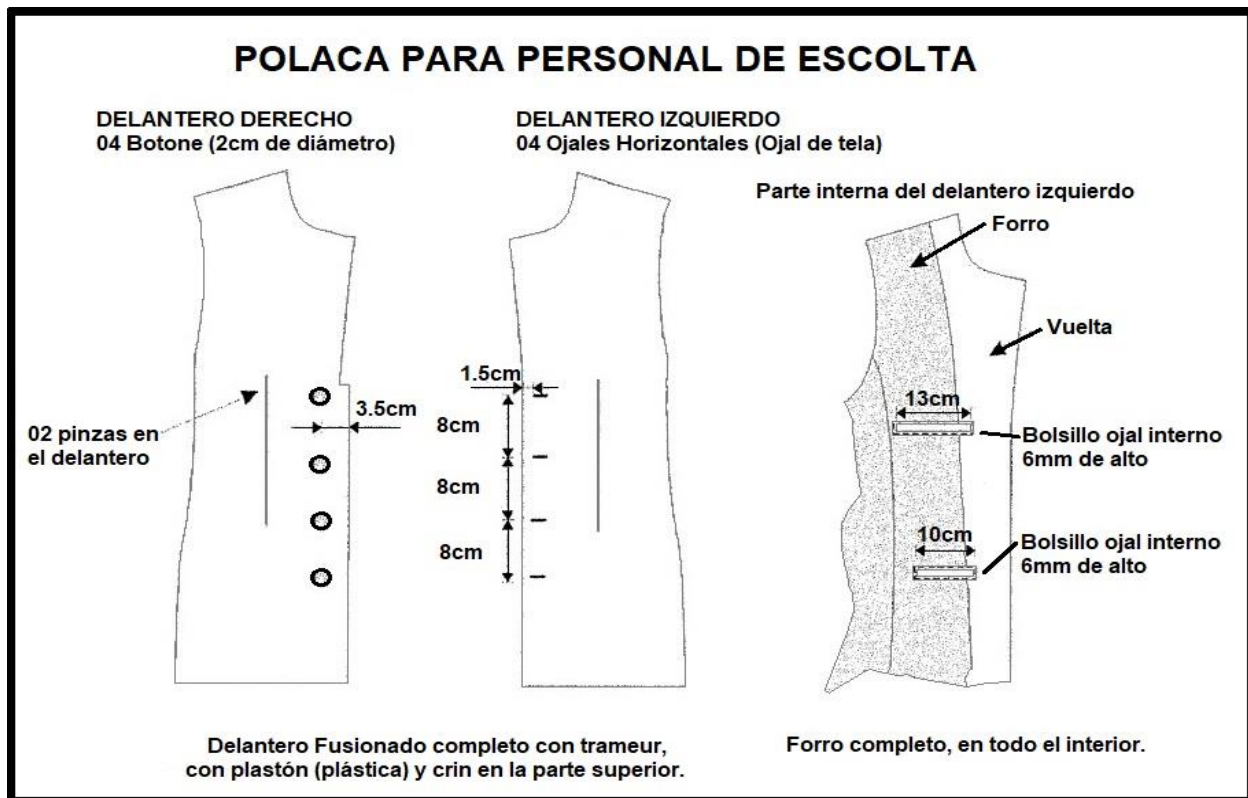 POLACA PARA PERSONAL DE ESCOLTA
DELANTERO DERECHO
04 Botone (2cm de diámetro)
DELANTERO IZQUIERDO
04 Ojales Horizontales (Ojal de tela)
Parte interna del delantero izquierdo
Forro
Vuelta
1.5cm
3.5cm
13cm
8cm
02 pinzas en
el delantero
Bolsillo ojal interno
6mm de alto
8cm
10cm
8cm
Bolsillo ojal interno
6mm de alto
Delantero Fusionado completo con trameur,
con plastón (plástica) y crin en la parte superior.
Forro completo, en todo el interior.